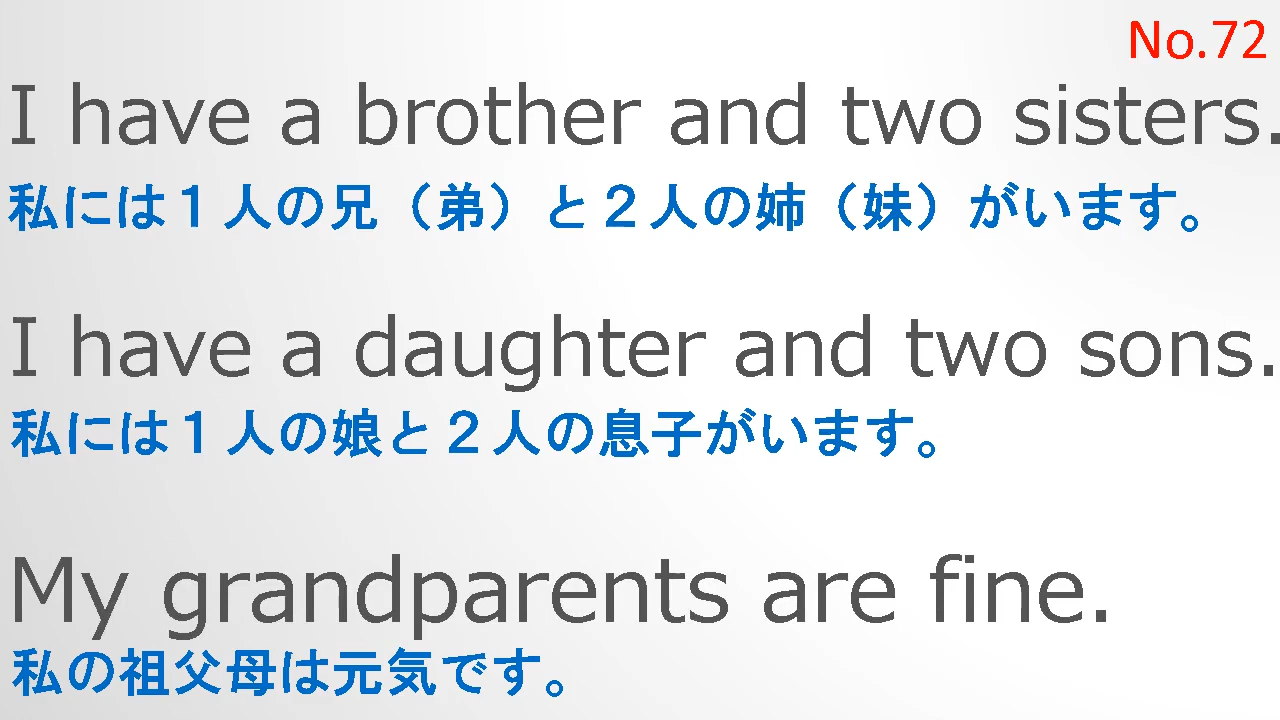 No.72
I have a brother and two sisters.
私には１人の兄（弟）と２人の姉（妹）がいます。
I have a daughter and two sons.
私には１人の娘と２人の息子がいます。
My grandparents are fine.
私の祖父母は元気です。